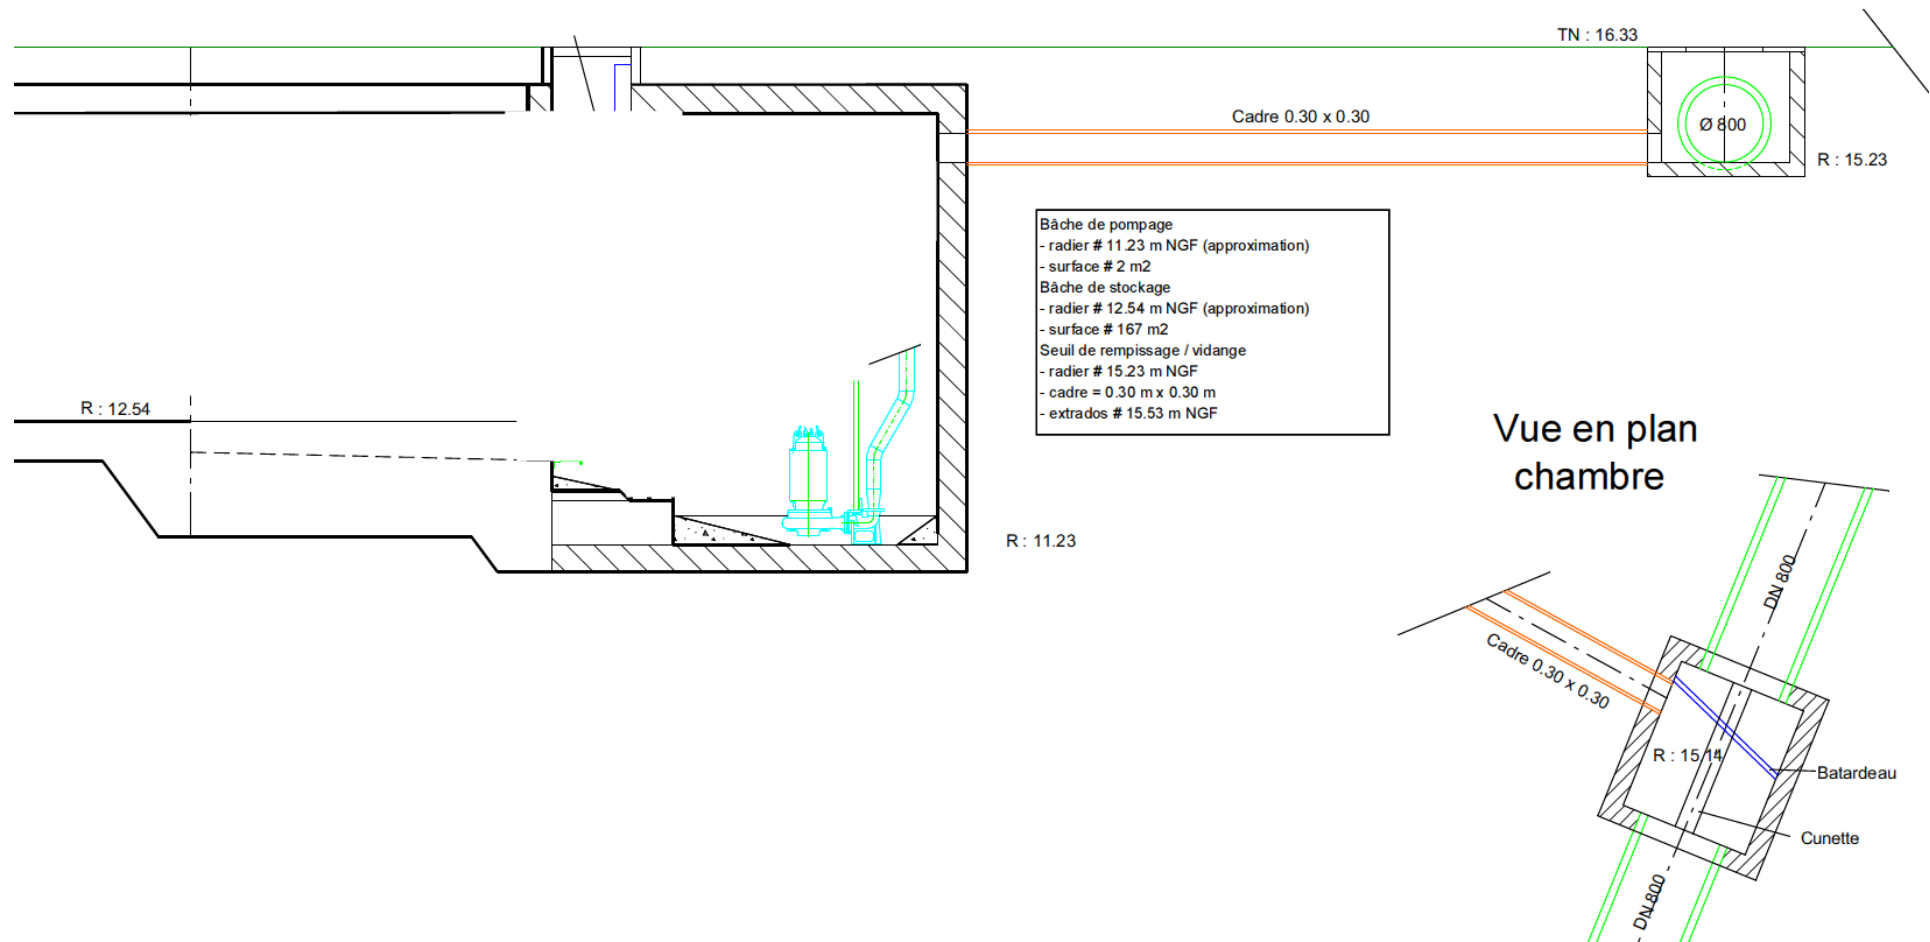 TN : 16.33
Cadre 0.30 x 0.30
Ø 800
R : 15.23
Bâche de pompage
- radier # 11.23 m NGF (approximation)
- surface # 2 m2
Bâche de stockage
- radier # 12.54 m NGF (approximation)
- surface # 167 m2
Seuil de rempissage / vidange
- radier # 15.23 m NGF
- cadre = 0.30 m x 0.30 m
- extrados # 15.53 m NGF
R : 12.54
Vue en plan
chambre
R : 11.23
DN 800
Cadre 0.30 x 0.30
R : 15.14
Batardeau
Cunette
DN 800